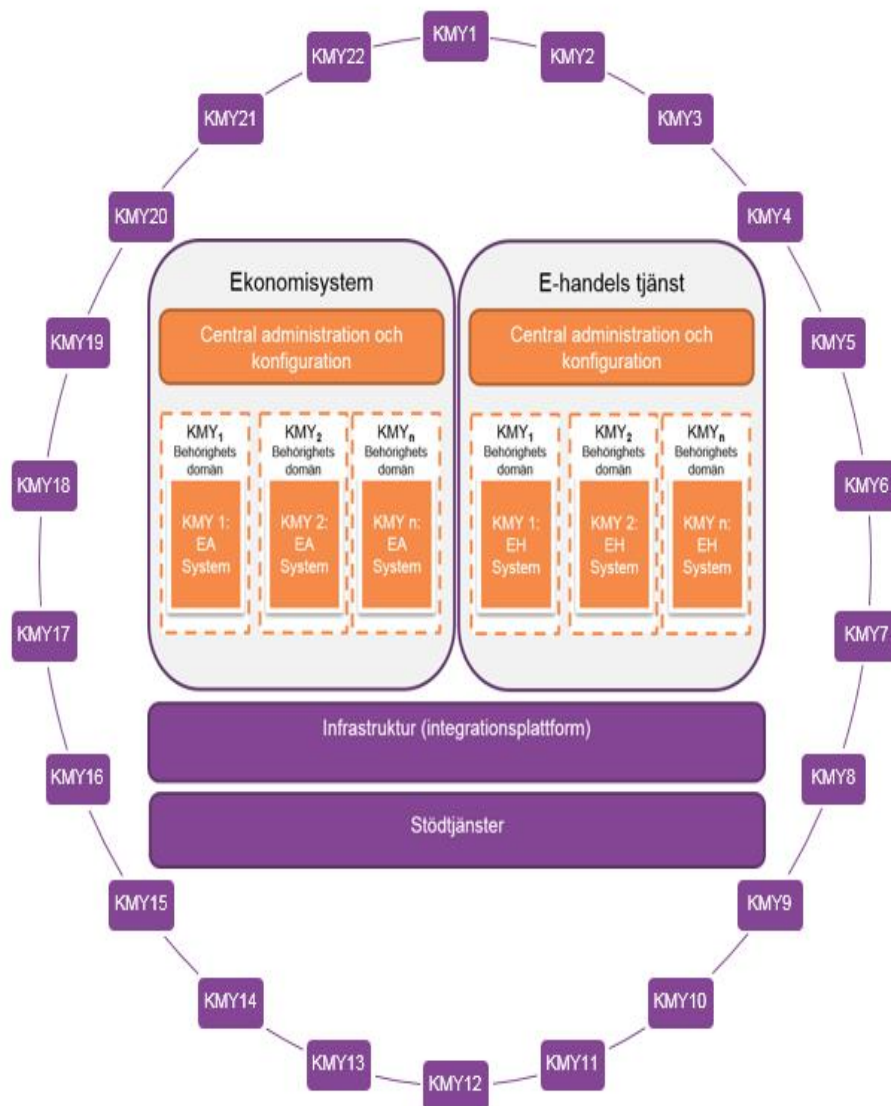 KMY1
KMY22
KMY2
KMY21
KMY3
KMY20
KMY4
KMY19
KMY5
KMY18
KMY6
KMY17
KMY7
KMY16
KMY8
KMY15
KMY9
KMY14
KMY10
KMY13
KMY11
KMY12
Ekonomisystem
Central administration och
konfiguration
KMY1
Behörighets
domän
KMY 1:
EA
System
KMY2
Behörighets
domän
KMY 2:
EA
System
KMYn
Behörighets
domän
KMY n:
EA
System
E-handels tjänst
Central administration och
konfiguration
KMY1
Behörighets
domän
KMY 1:
EH
System
KMY2
Behörighets
domän
KMY 2:
EH
System
KMYn
Behörighets
domän
KMY n:
EH
System
Infrastruktur (integrationsplattform)
Stödtjänster